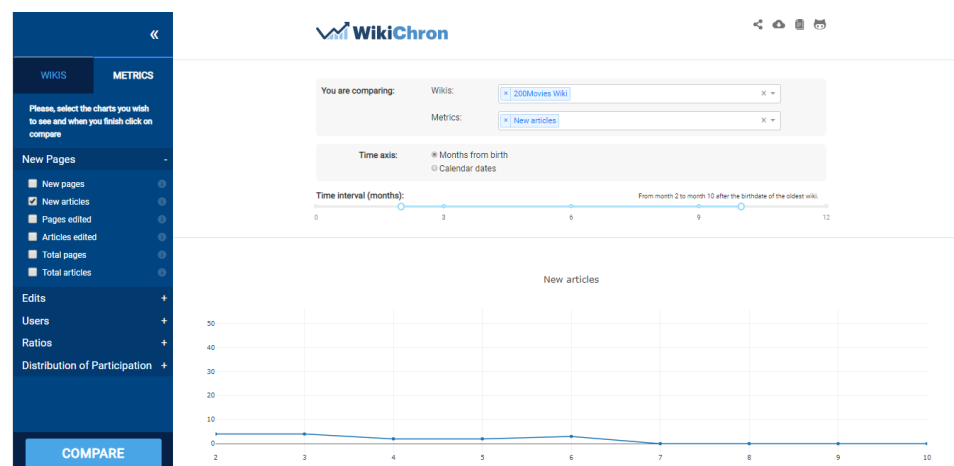 «
WikiChron
WIKIS METRICS
Please, select the charts you wish
to see and when you finish click on
compare
New Pages -
New pages
New articles
Pages edited
Articles edited
Total pages
Total articles
Edits +
Users +
Ratios +
Distribution of Participation +
COMPARE
You are comparing: Wikis: × 200Movies Wiki ×
Metrics: × New articles ×
Time axis: Months from birth
Calendar dates
Time interval (months): From month 2 to month 10 after the birthdate of the oldest wiki.
0 3 6 9 12
New articles
50
40
30
20
10
0
2 3 4 5 6 7 8 9 10